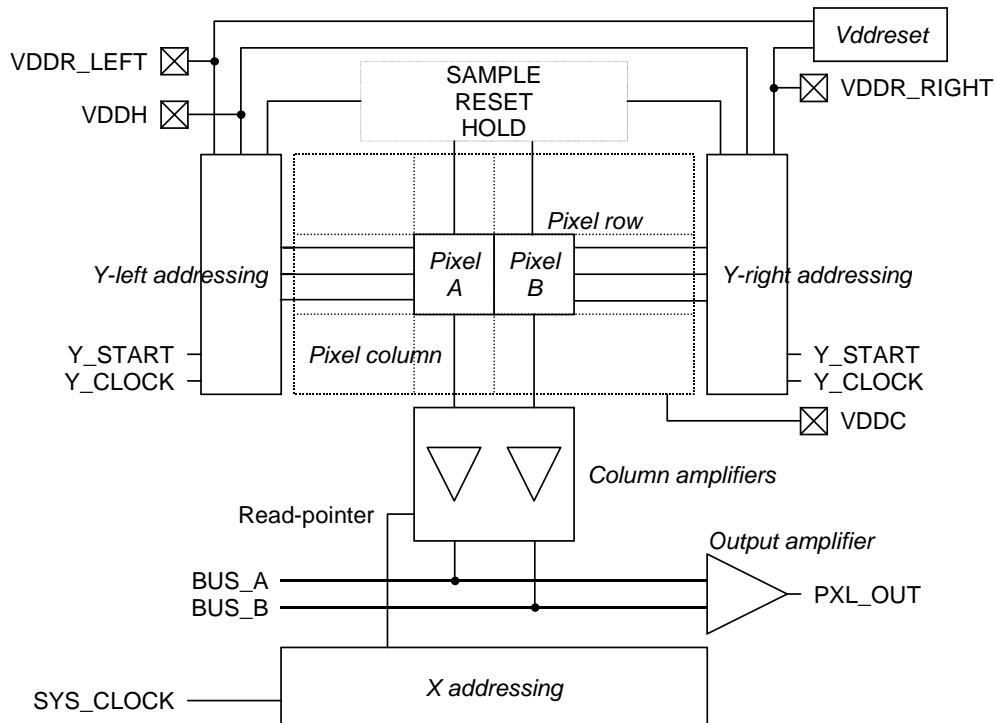 Vddreset
VDDR_LEFT
VDDH
SAMPLE
RESET
HOLD
VDDR_RIGHT
Pixel row
Y-left addressing
Pixel
A
Pixel
B
Y-right addressing
Pixel column
Y_START
Y_CLOCK
Y_START
Y_CLOCK
VDDC
Column amplifiers
Read-pointer
Output amplifier
BUS_A
BUS_B
PXL_OUT
X addressing
SYS_CLOCK